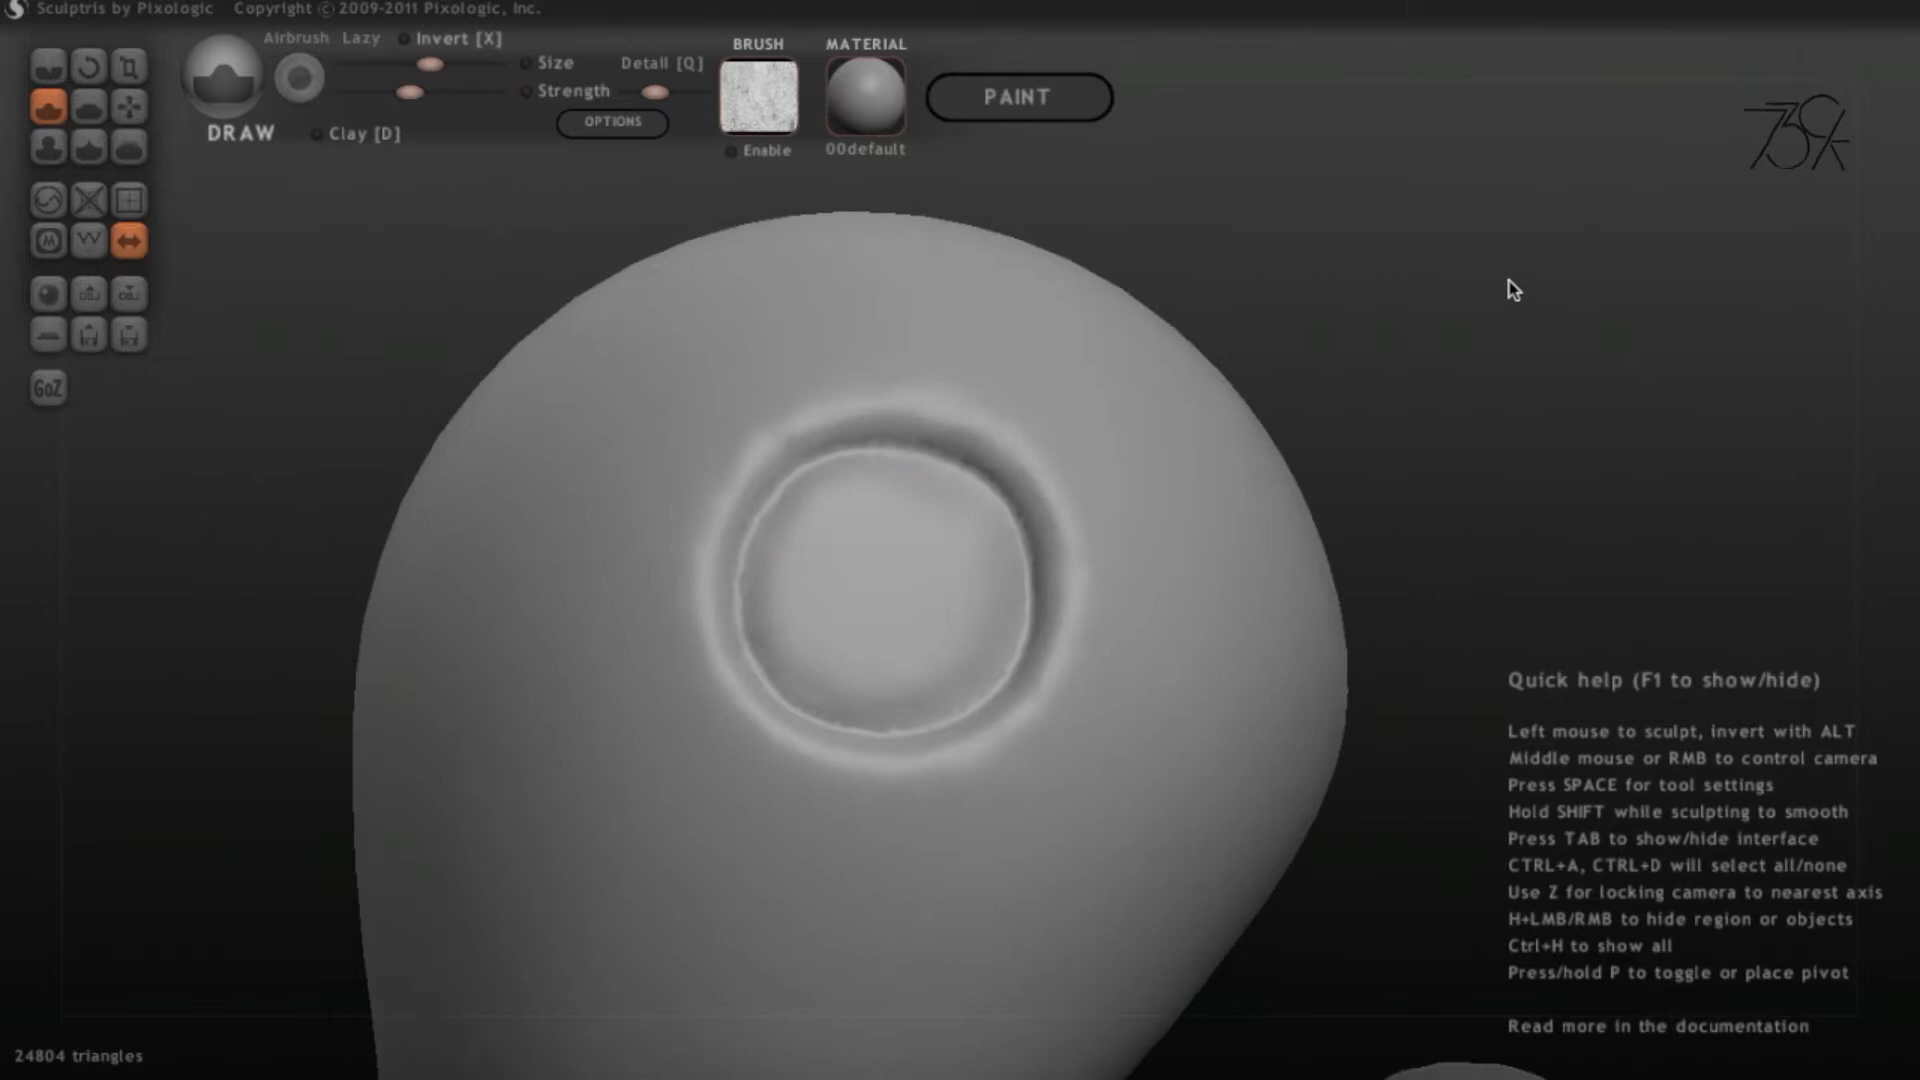 Sculptris by Pixologic Copyright © 2009-2011 Pixologic, Inc.
Airbrush Lazy Invert [X]
Size Detail [Q]
Strength
OPTIONS
DRAW Clay [D]
BRUSH
Enable
MATERIAL
00default
PAINT
OBJ OBJ
GoZ
Quick help (F1 to show/hide)
Left mouse to sculpt, invert with ALT
Middle mouse or RMB to control camera
Press SPACE for tool settings
Hold SHIFT while sculpting to smooth
Press TAB to show/hide interface
CTRL+A, CTRL+D will select all/none
Use Z for locking camera to nearest axis
H+LMB/RMB to hide region or objects
Ctrl+H to show all
Press/hold P to toggle or place pivot
Read more in the documentation
24804 triangles